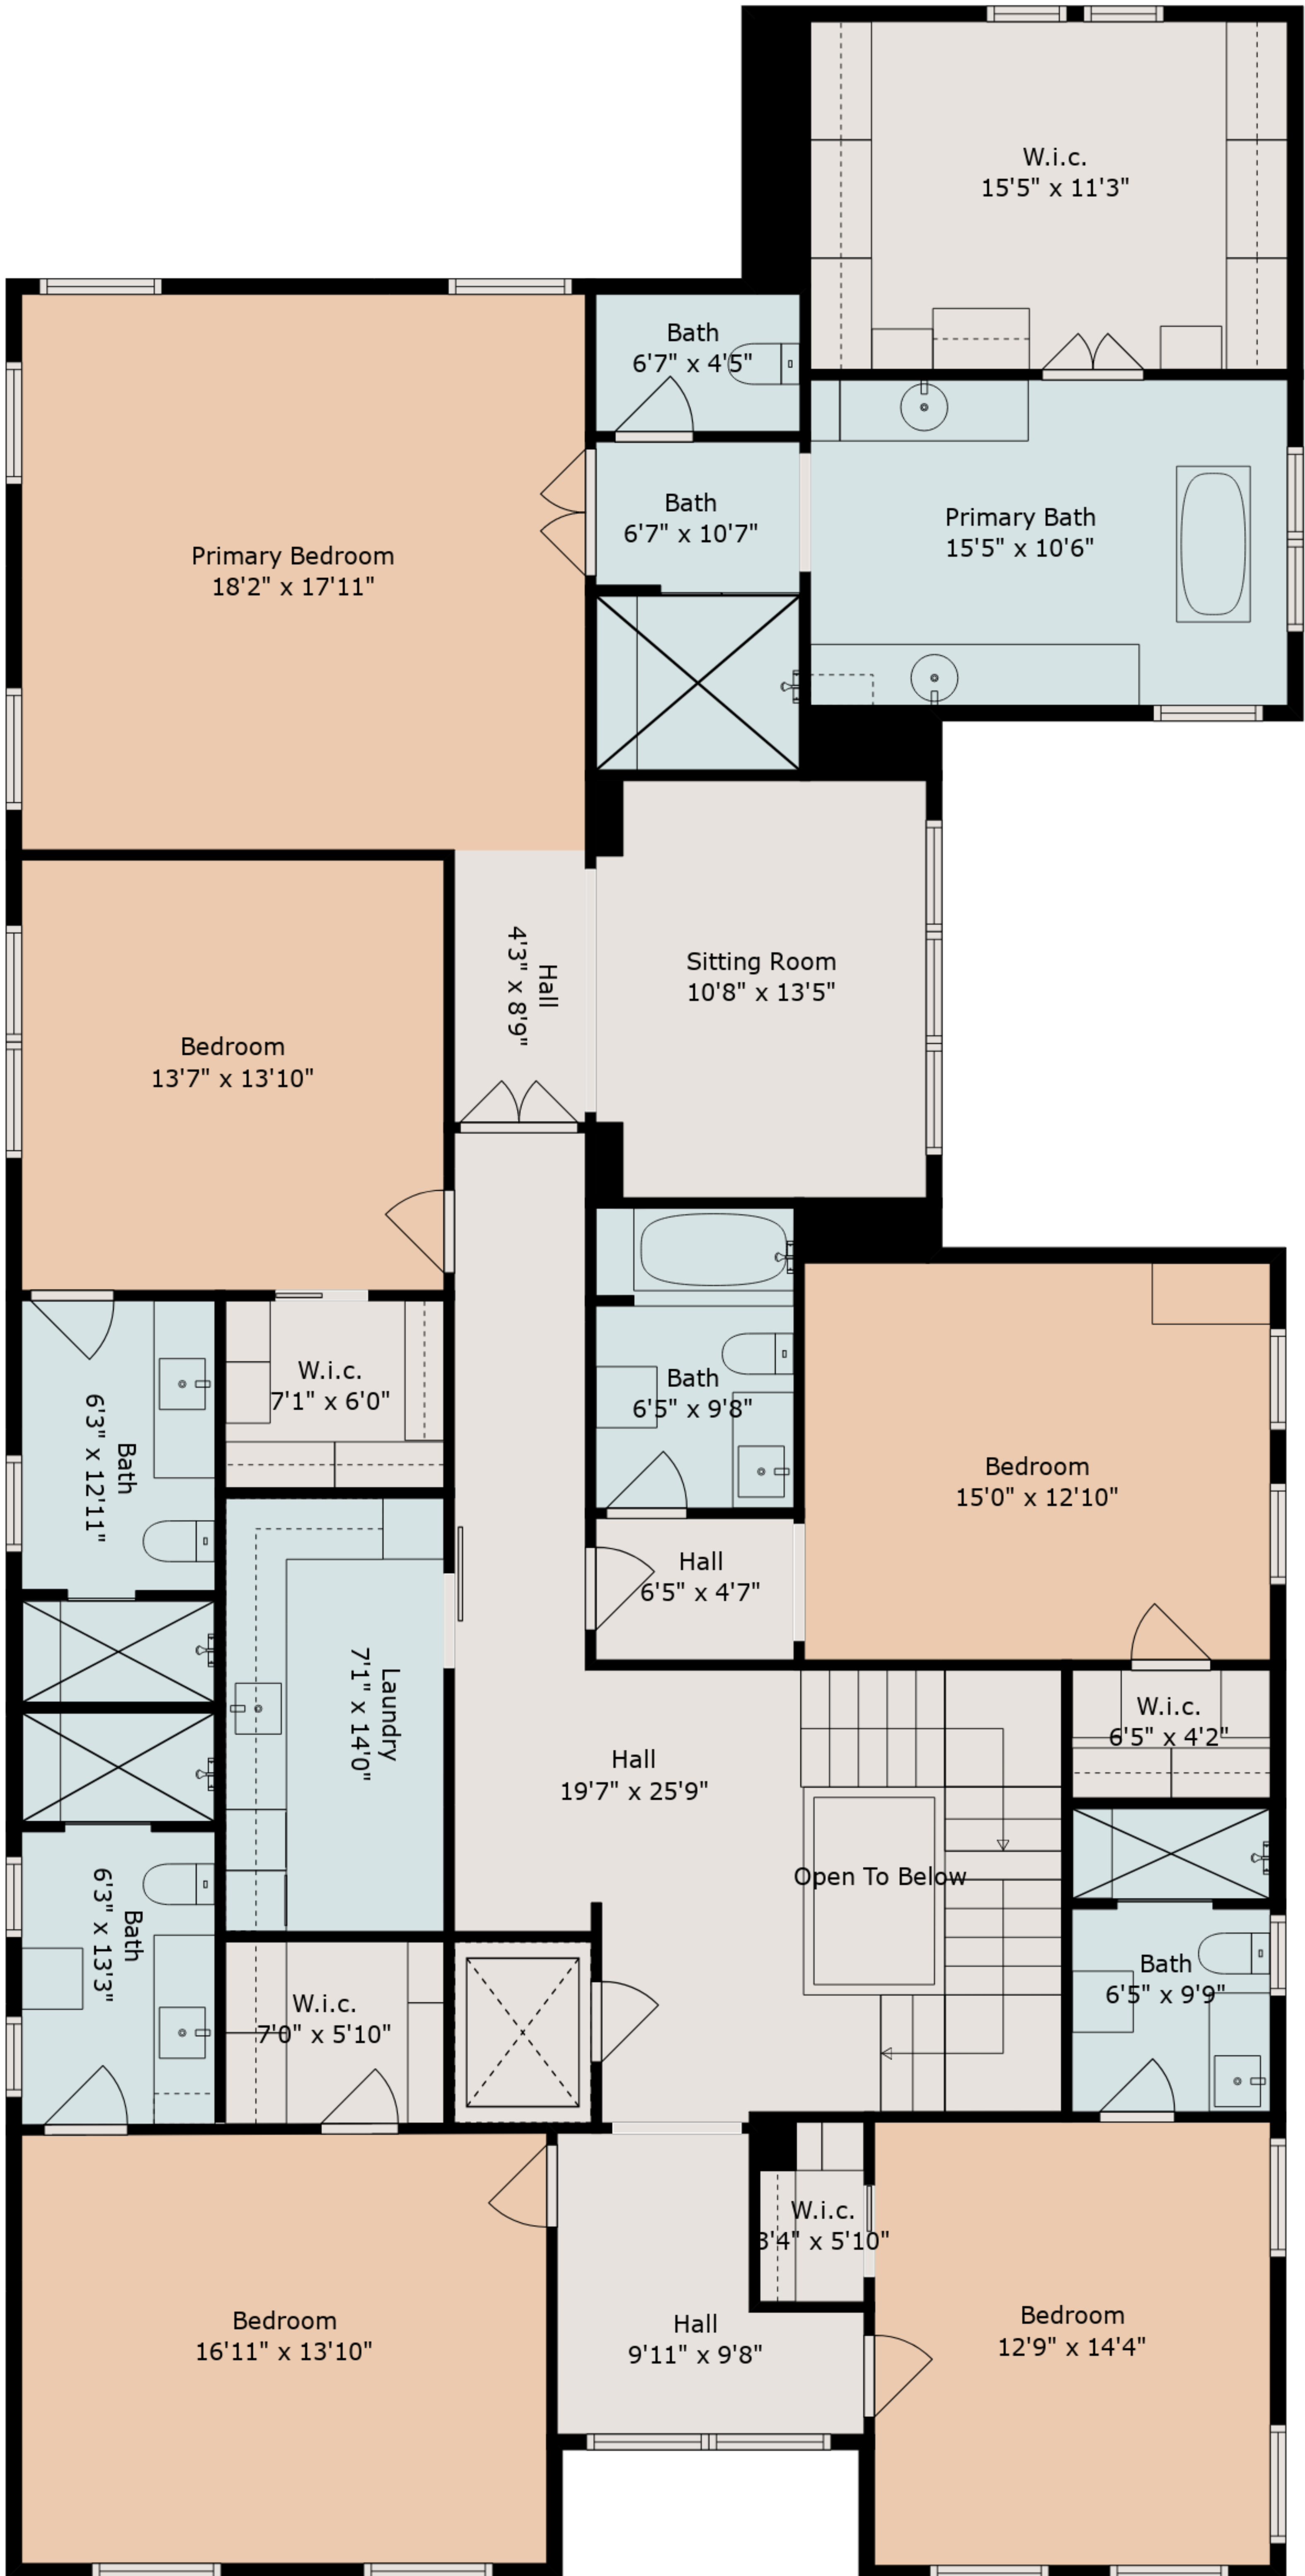 W.i.c.
15'5" x 11'3"
Bath
6'7" x 4'5"
Bath
6'7" x 10'7"
Primary Bath
15'5" x 10'6"
Primary Bedroom
18'2" x 17'11"
Hall
4'3" x 8'9"
Sitting Room
10'8" x 13'5"
Bedroom
13'7" x 13'10"
W.i.c.
7'1" x 6'0"
Bath
6'3" x 12'11"
Bath
6'5" x 9'8"
Bedroom
15'0" x 12'10"
Hall
6'5" x 4'7"
Laundry
7'1" x 14'0"
W.i.c.
6'5" x 4'2"
Hall
19'7" x 25'9"
Open To Below
Bath
6'3" x 13'3"
Bath
6'5" x 9'9"
W.i.c.
7'0" x 5'10"
W.i.c.
3'4" x 5'10"
Bedroom
16'11" x 13'10"
Hall
9'11" x 9'8"
Bedroom
12'9" x 14'4"